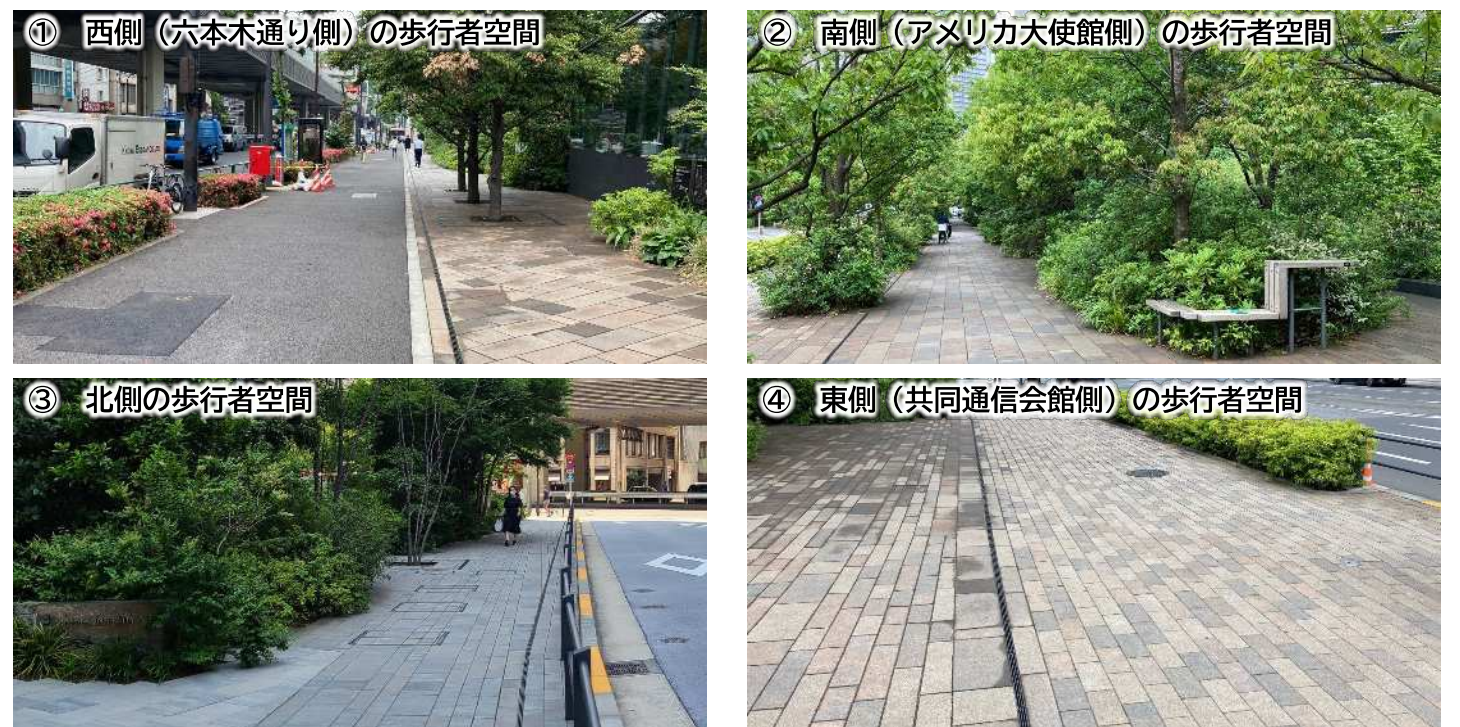 ① 西側（六本木通り側）の歩行者空間
② 南側（アメリカ大使館側）の歩行者空間
③ 北側の歩行者空間
④ 東側（共同通信会館側）の歩行者空間